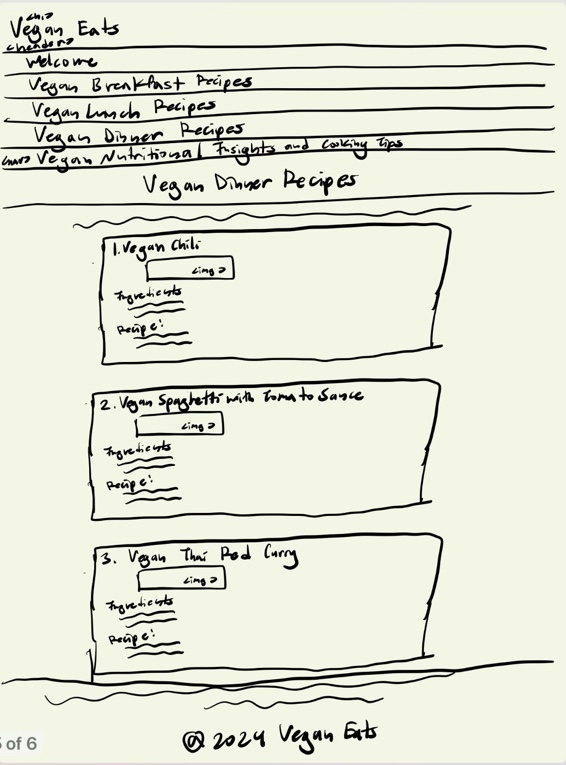 <h1>
Vegan Eats
<header>
Welcome
Vegan Breakfast Recipes
Vegan Lunch Recipes
Vegan Dinner Recipes
Vegan Nutritional Insights and Cooking Tips
Vegan Dinner Recipes
1. Vegan Chili
<img>
Ingredients
Recipe:
2. Vegan Spaghetti with Tomato Sauce
<img>
Ingredients
Recipe:
3. Vegan Thai Red Curry
<img>
Ingredients
Recipe:
@ 2024 Vegan Eats
of 6